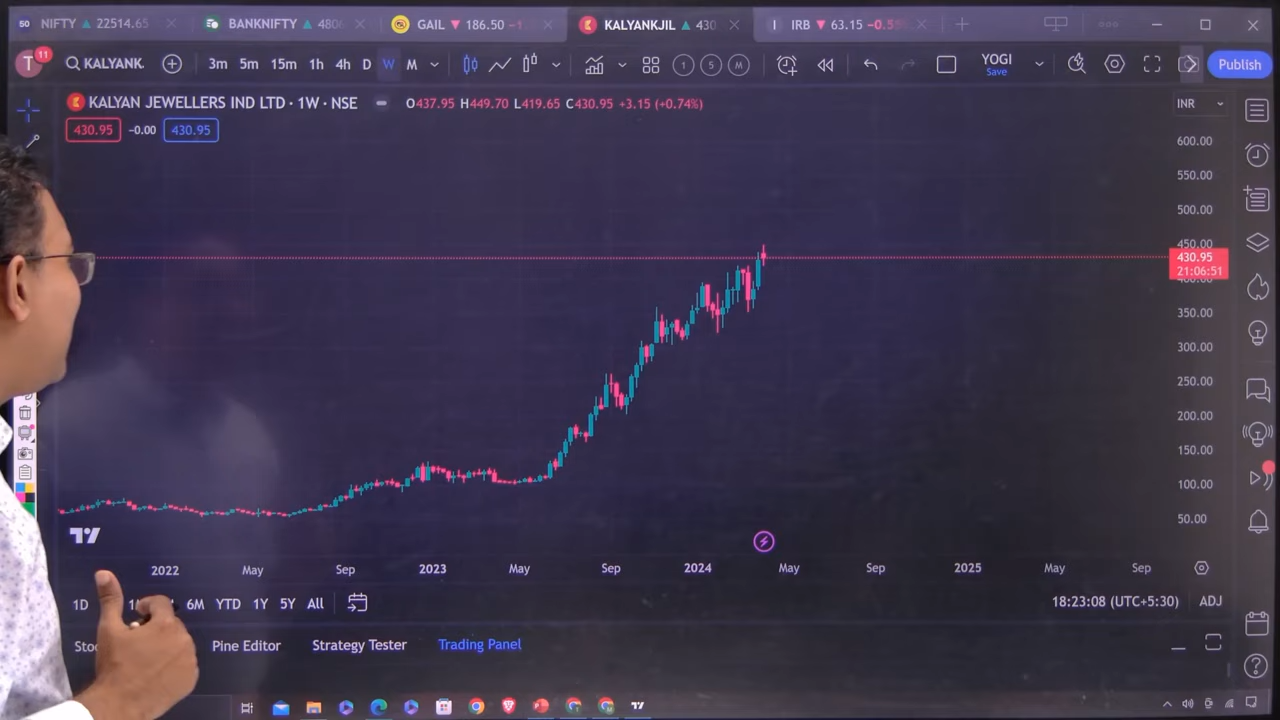 50 NIFTY ▲ 22514.65
BANKNIFTY ▲
GAIL ▼ 186.50
KALYANKJIL ▲ 430
IRB ▼ 63.15
T 11 KALYANK. 3m 5m 15m 1h 4h D W M 1 5 M YOGI Save Publish
KALYAN JEWELLERS IND LTD · 1W · NSE O437.95 H449.70 L419.65 C430.95 +3.15 (+0.74%) INR
430.95 -0.00 430.95
600.00
550.00
500.00
450.00
430.95
21:06:51
400.00
350.00
300.00
250.00
200.00
150.00
100.00
50.00
2022 May Sep 2023 May Sep 2024 May Sep 2025 May Sep
1D 6M YTD 1Y 5Y All 18:23:08 (UTC+5:30) ADJ
Pine Editor Strategy Tester Trading Panel